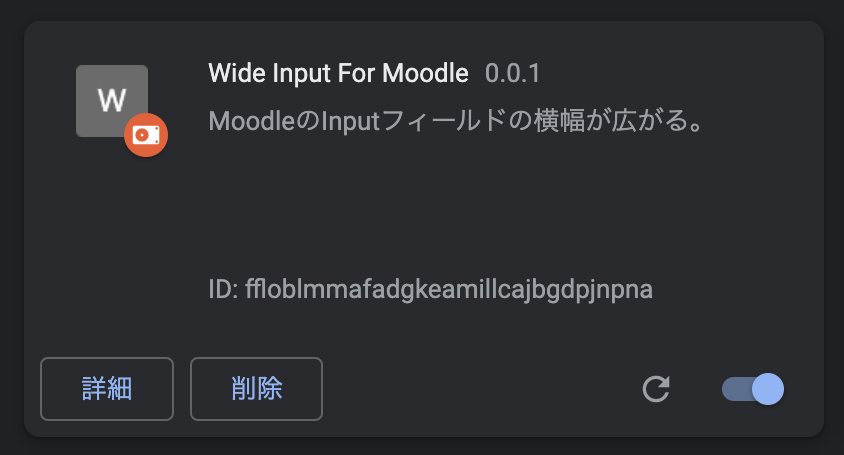 W
Wide Input For Moodle 0.0.1
MoodleのInputフィールドの横幅が広がる。
ID: ffloblmmafadgkeamillcajbgdpjnpna
詳細 削除